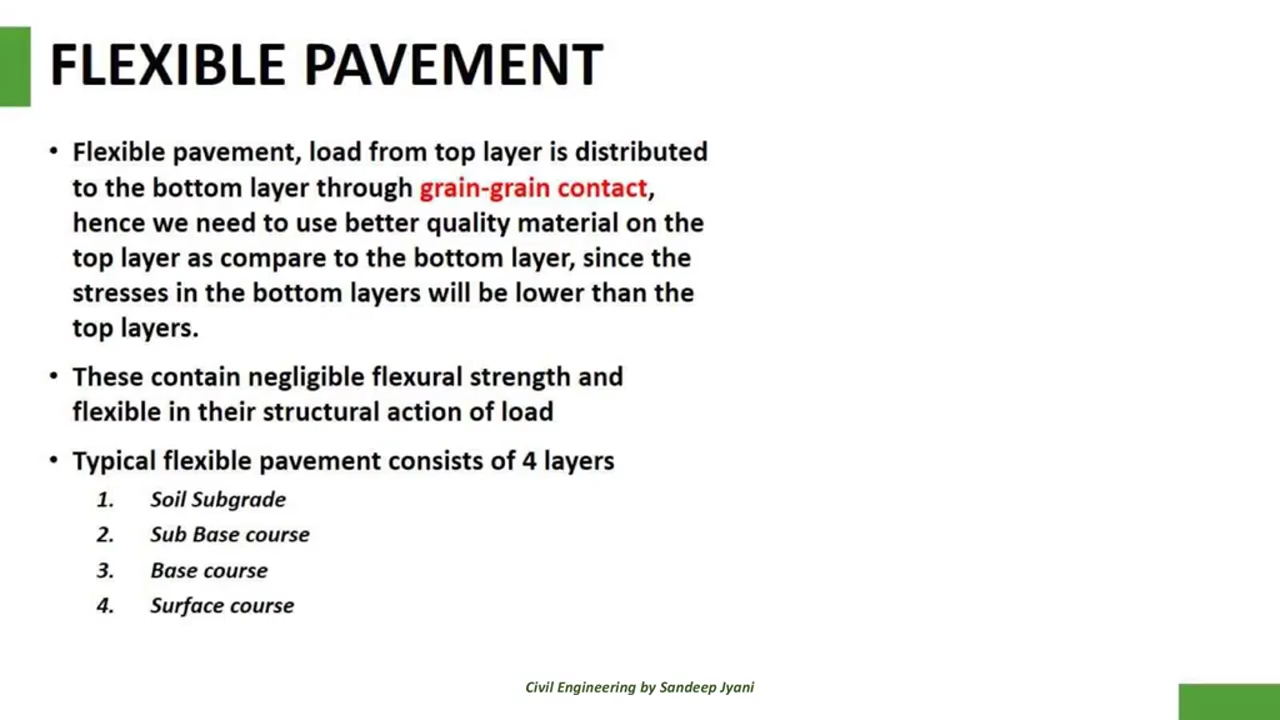 FLEXIBLE PAVEMENT
• Flexible pavement, load from top layer is distributed
to the bottom layer through grain-grain contact,
hence we need to use better quality material on the
top layer as compare to the bottom layer, since the
stresses in the bottom layers will be lower than the
top layers.
• These contain negligible flexural strength and
flexible in their structural action of load
• Typical flexible pavement consists of 4 layers
1. Soil Subgrade
2. Sub Base course
3. Base course
4. Surface course
Civil Engineering by Sandeep Jyani